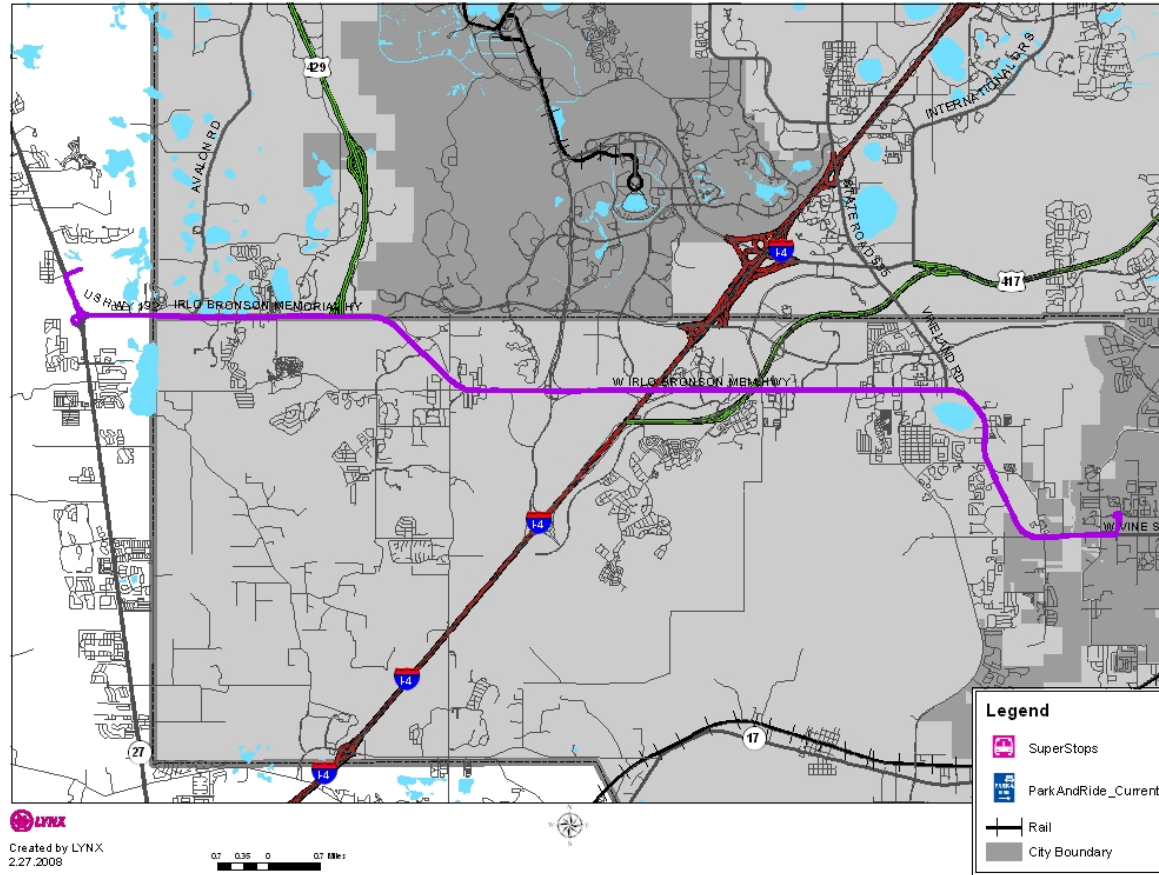 429
AVALON RD
INTERNATIONAL DR S
STATE ROAD 535
I-4
417
US HWY 192
IRLO BRONSON MEMORIAL HY
VINELAND RD
W IRLO BRONSON MEM HWY
I-4
W VINE S
I-4
27
I-4
17
Legend
SuperStops
ParkAndRide_Current
Rail
City Boundary
LYNX
Created by LYNX
2.27.2008
0.7 0.35 0 0.7 Miles
N